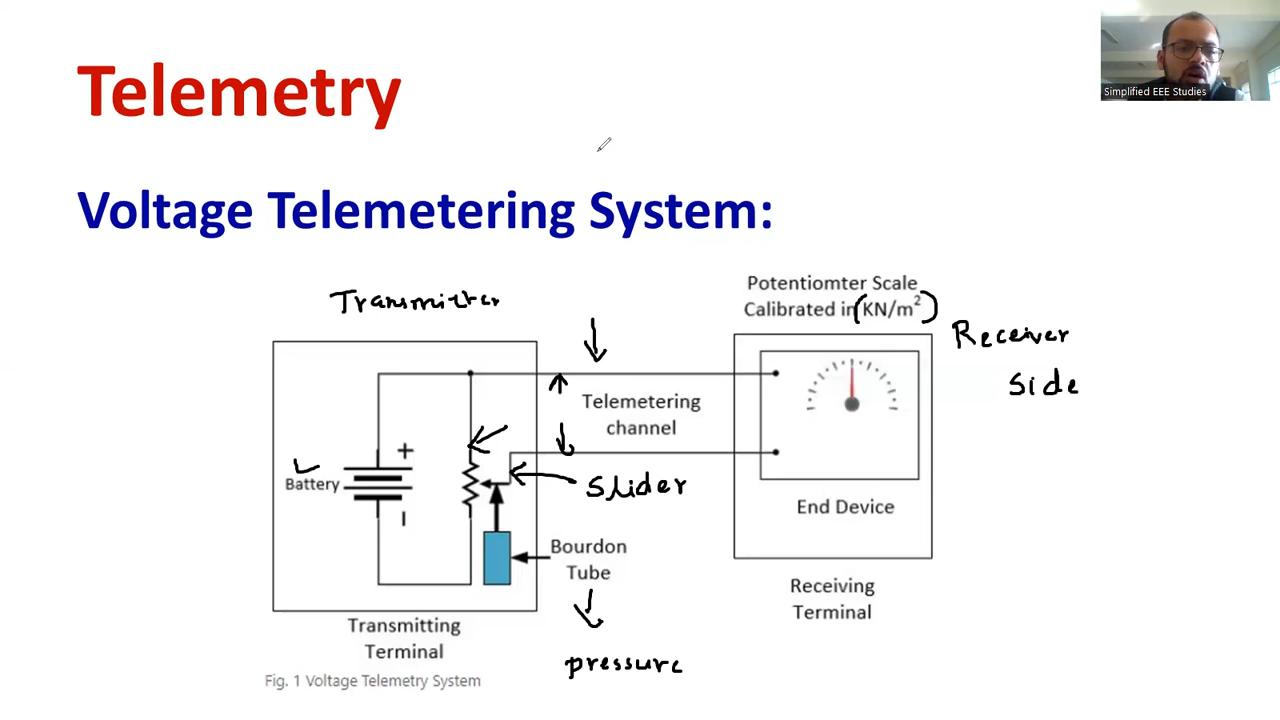 Telemetry
Simplified EEE Studies
Voltage Telemetering System:
Potentiomter Scale
Calibrated in (KN/m²)
Transmitter
Receiver
Side
Telemetering
channel
+
Battery
Slider
End Device
Bourdon
Tube
Receiving
Terminal
Transmitting
Terminal
pressure
Fig. 1 Voltage Telemetry System